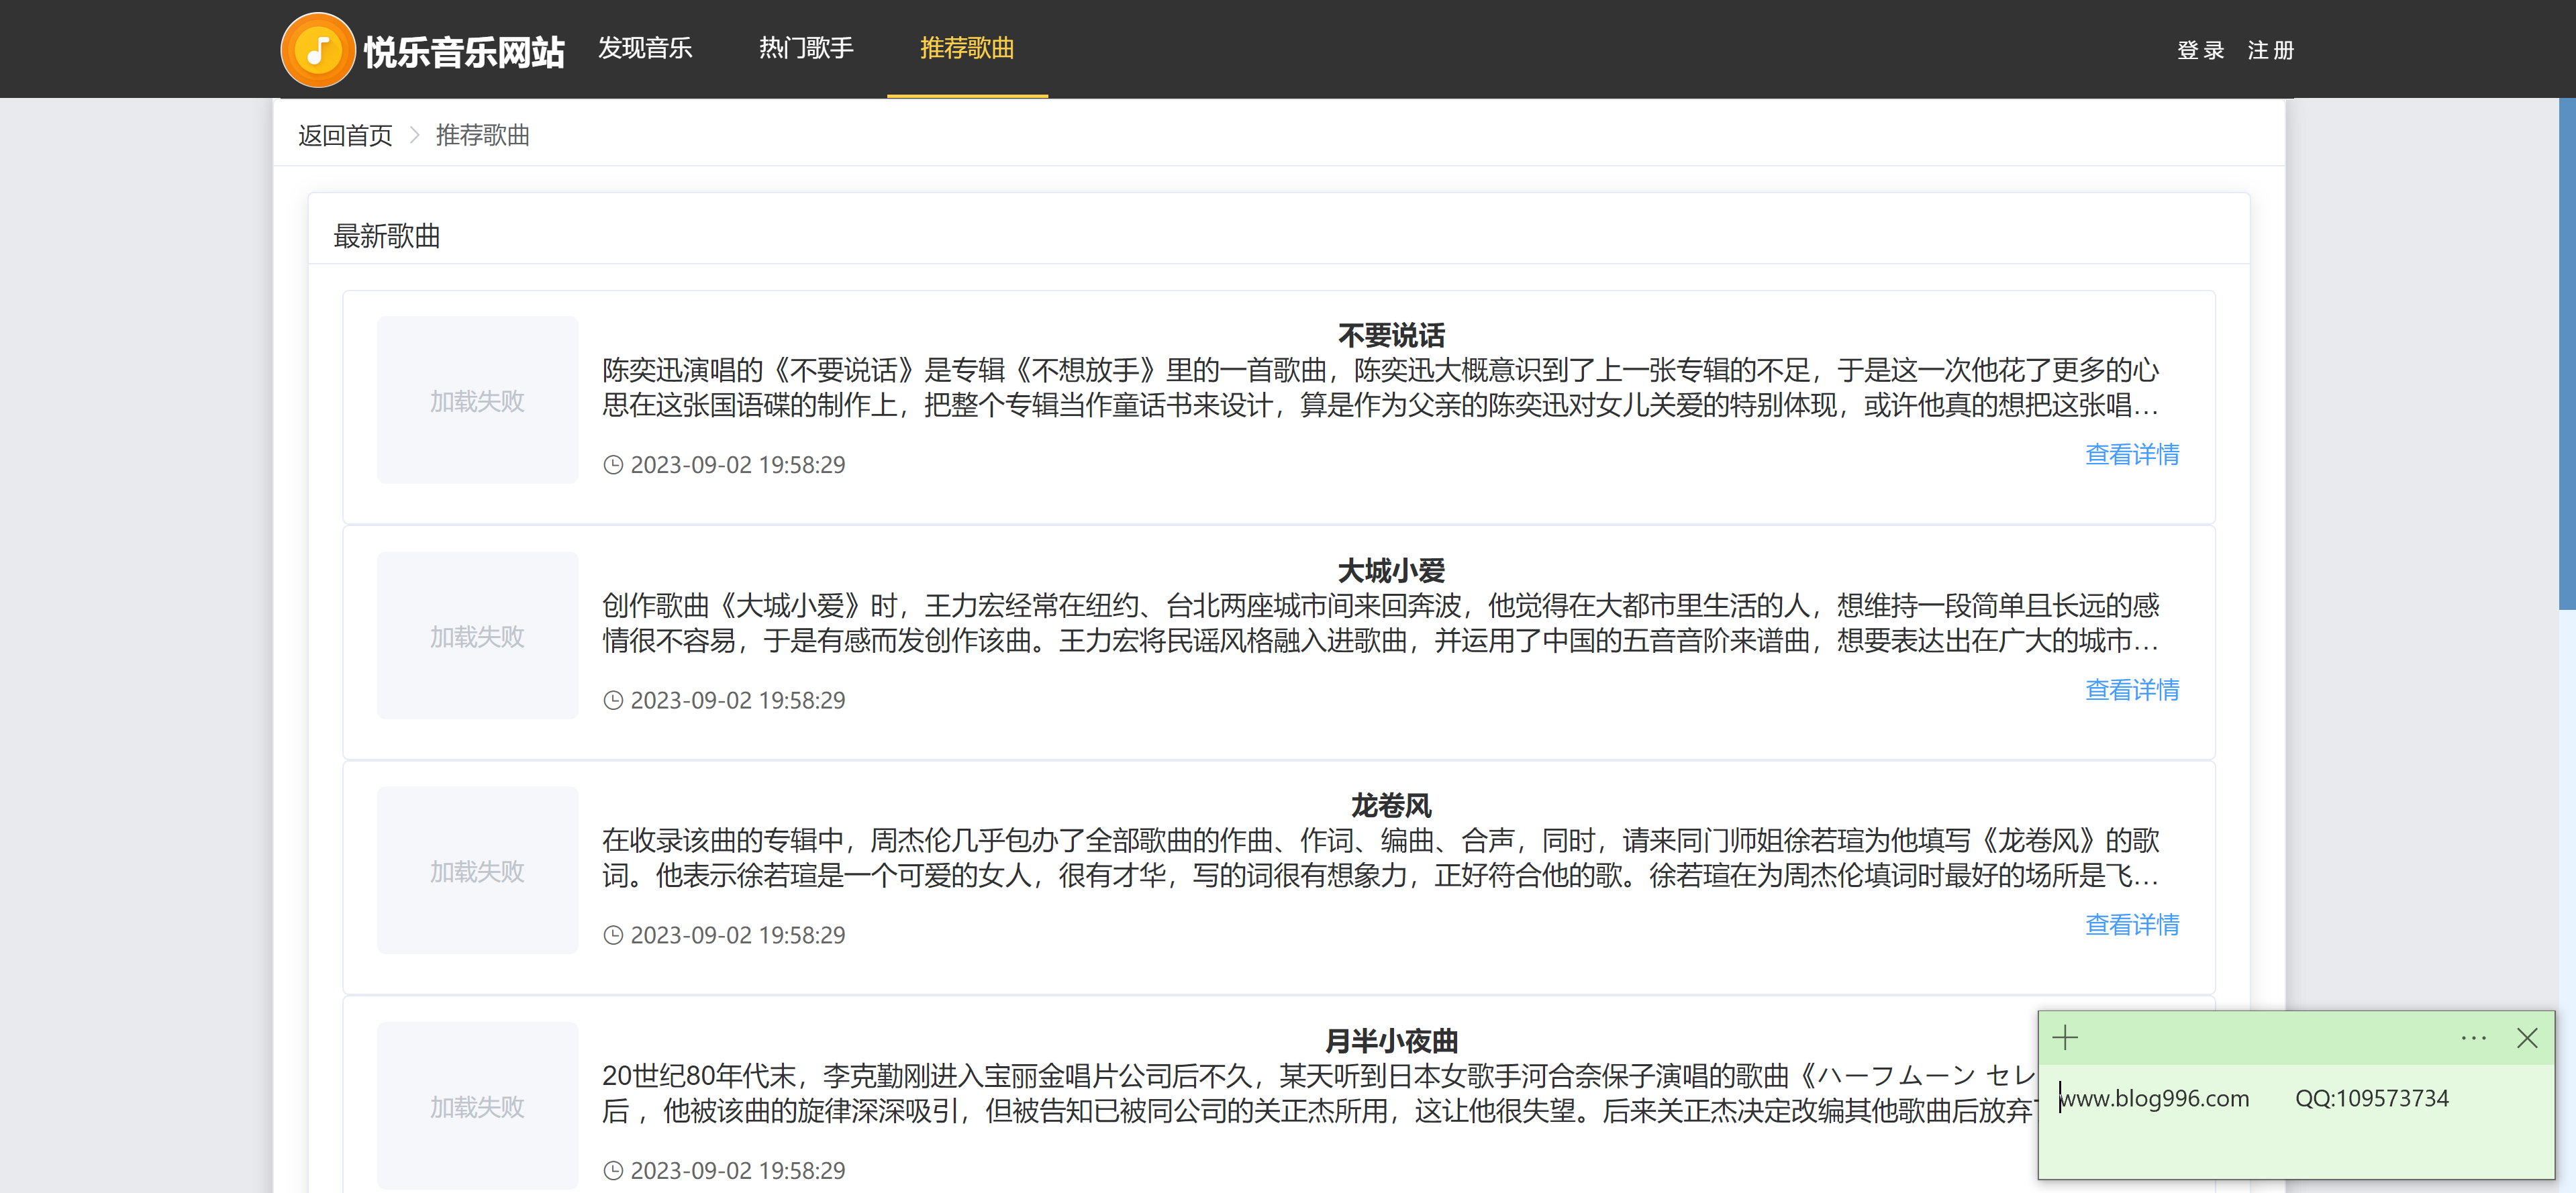 悦乐音乐网站
发现音乐
热门歌手
推荐歌曲
登录 注册
返回首页 > 推荐歌曲
最新歌曲
加载失败
不要说话
陈奕迅演唱的《不要说话》是专辑《不想放手》里的一首歌曲，陈奕迅大概意识到了上一张专辑的不足，于是这一次他花了更多的心
思在这张国语碟的制作上，把整个专辑当作童话书来设计，算是作为父亲的陈奕迅对女儿关爱的特别体现，或许他真的想把这张唱...
2023-09-02 19:58:29
查看详情
加载失败
大城小爱
创作歌曲《大城小爱》时，王力宏经常在纽约、台北两座城市间来回奔波，他觉得在大都市里生活的人，想维持一段简单且长远的感
情很不容易，于是有感而发创作该曲。王力宏将民谣风格融入进歌曲，并运用了中国的五音音阶来谱曲，想要表达出在广大的城市...
2023-09-02 19:58:29
查看详情
加载失败
龙卷风
在收录该曲的专辑中，周杰伦几乎包办了全部歌曲的作曲、作词、编曲、合声，同时，请来同门师姐徐若瑄为他填写《龙卷风》的歌
词。他表示徐若瑄是一个可爱的女人，很有才华，写的词很有想象力，正好符合他的歌。徐若瑄在为周杰伦填词时最好的场所是飞...
2023-09-02 19:58:29
查看详情
加载失败
月半小夜曲
20世纪80年代末，李克勤刚进入宝丽金唱片公司后不久，某天听到日本女歌手河合奈保子演唱的歌曲《ハーフムーン セレ
后 ，他被该曲的旋律深深吸引，但被告知已被同公司的关正杰所用，这让他很失望。后来关正杰决定改编其他歌曲后放弃
2023-09-02 19:58:29
www.blog996.com QQ:109573734